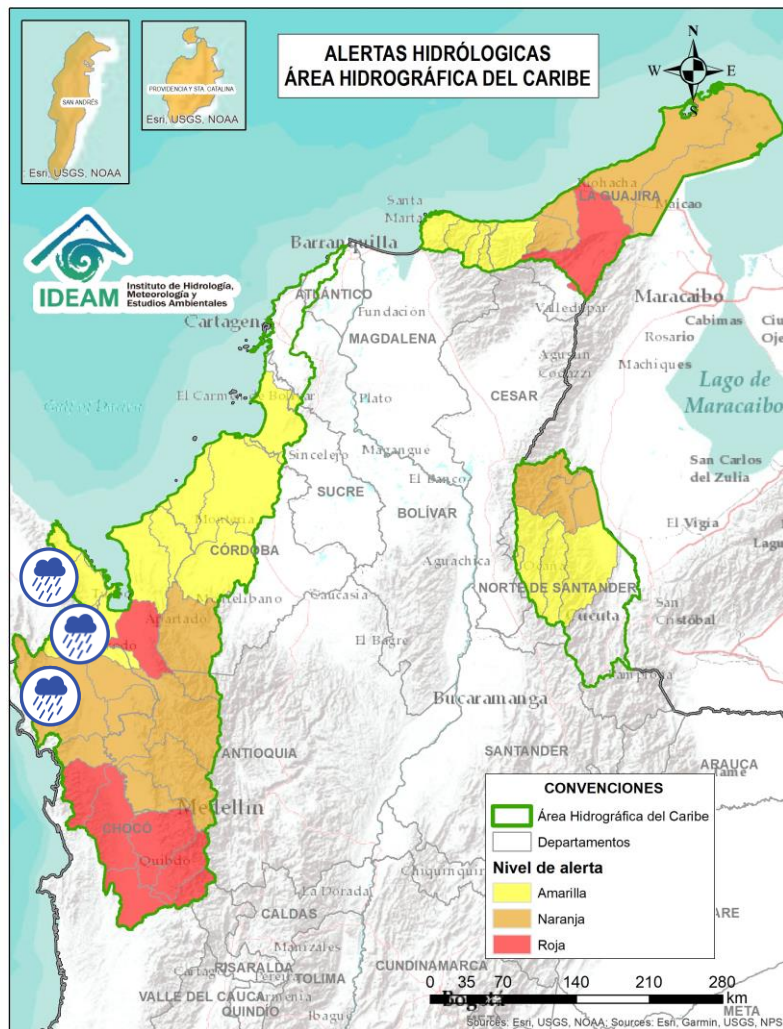 ALERTAS HIDRÓLOGICAS
ÁREA HIDROGRÁFICA DEL CARIBE
SAN ANDRÉS
Esri, USGS, NOAA
PROVIDENCIA Y STA. CATALINA
Esri, USGS, NOAA
N
W
E
S
IDEAM
Instituto de Hidrología,
Meteorología y
Estudios Ambientales
Santa
Marta
Riohacha
LA GUAJIRA
Maicao
Barranquilla
ATLÁNTICO
Cartagena
Fundación
MAGDALENA
Valledupar
Maracaibo
Cabimas
Rosario
Machiques
Agustín
Codazzi
CESAR
Lago de
Maracaibo
El Carmen de Bolívar
Plato
Sincelejo
Magangue
SUCRE
El Banco
BOLÍVAR
San Carlos
del Zulia
El Vigía
Montería
CÓRDOBA
Aguachica
Ocaña
NORTE DE SANTANDER
Cucuta
San
Cristóbal
Montelibano
Caucasia
Apartadó
El Bagre
Pamplona
Bucaramanga
ANTIOQUIA
SANTANDER
ARAUCA
Medellín
CHOCÓ
Quibdó
La Dorada
Chiquinquirá
CALDAS
Manizales
RISARALDA
TOLIMA
CUNDINAMARCA
VALLE DEL CAUCA
Armenia
QUINDÍO
Ibagué
Bogotá
META
CONVENCIONES
Área Hidrográfica del Caribe
Departamentos
Nivel de alerta
Amarilla
Naranja
Roja
0 35 70 140 210 280
km
Sources: Esri, USGS, NOAA; Sources: Esri, Garmin, USGS, NPS